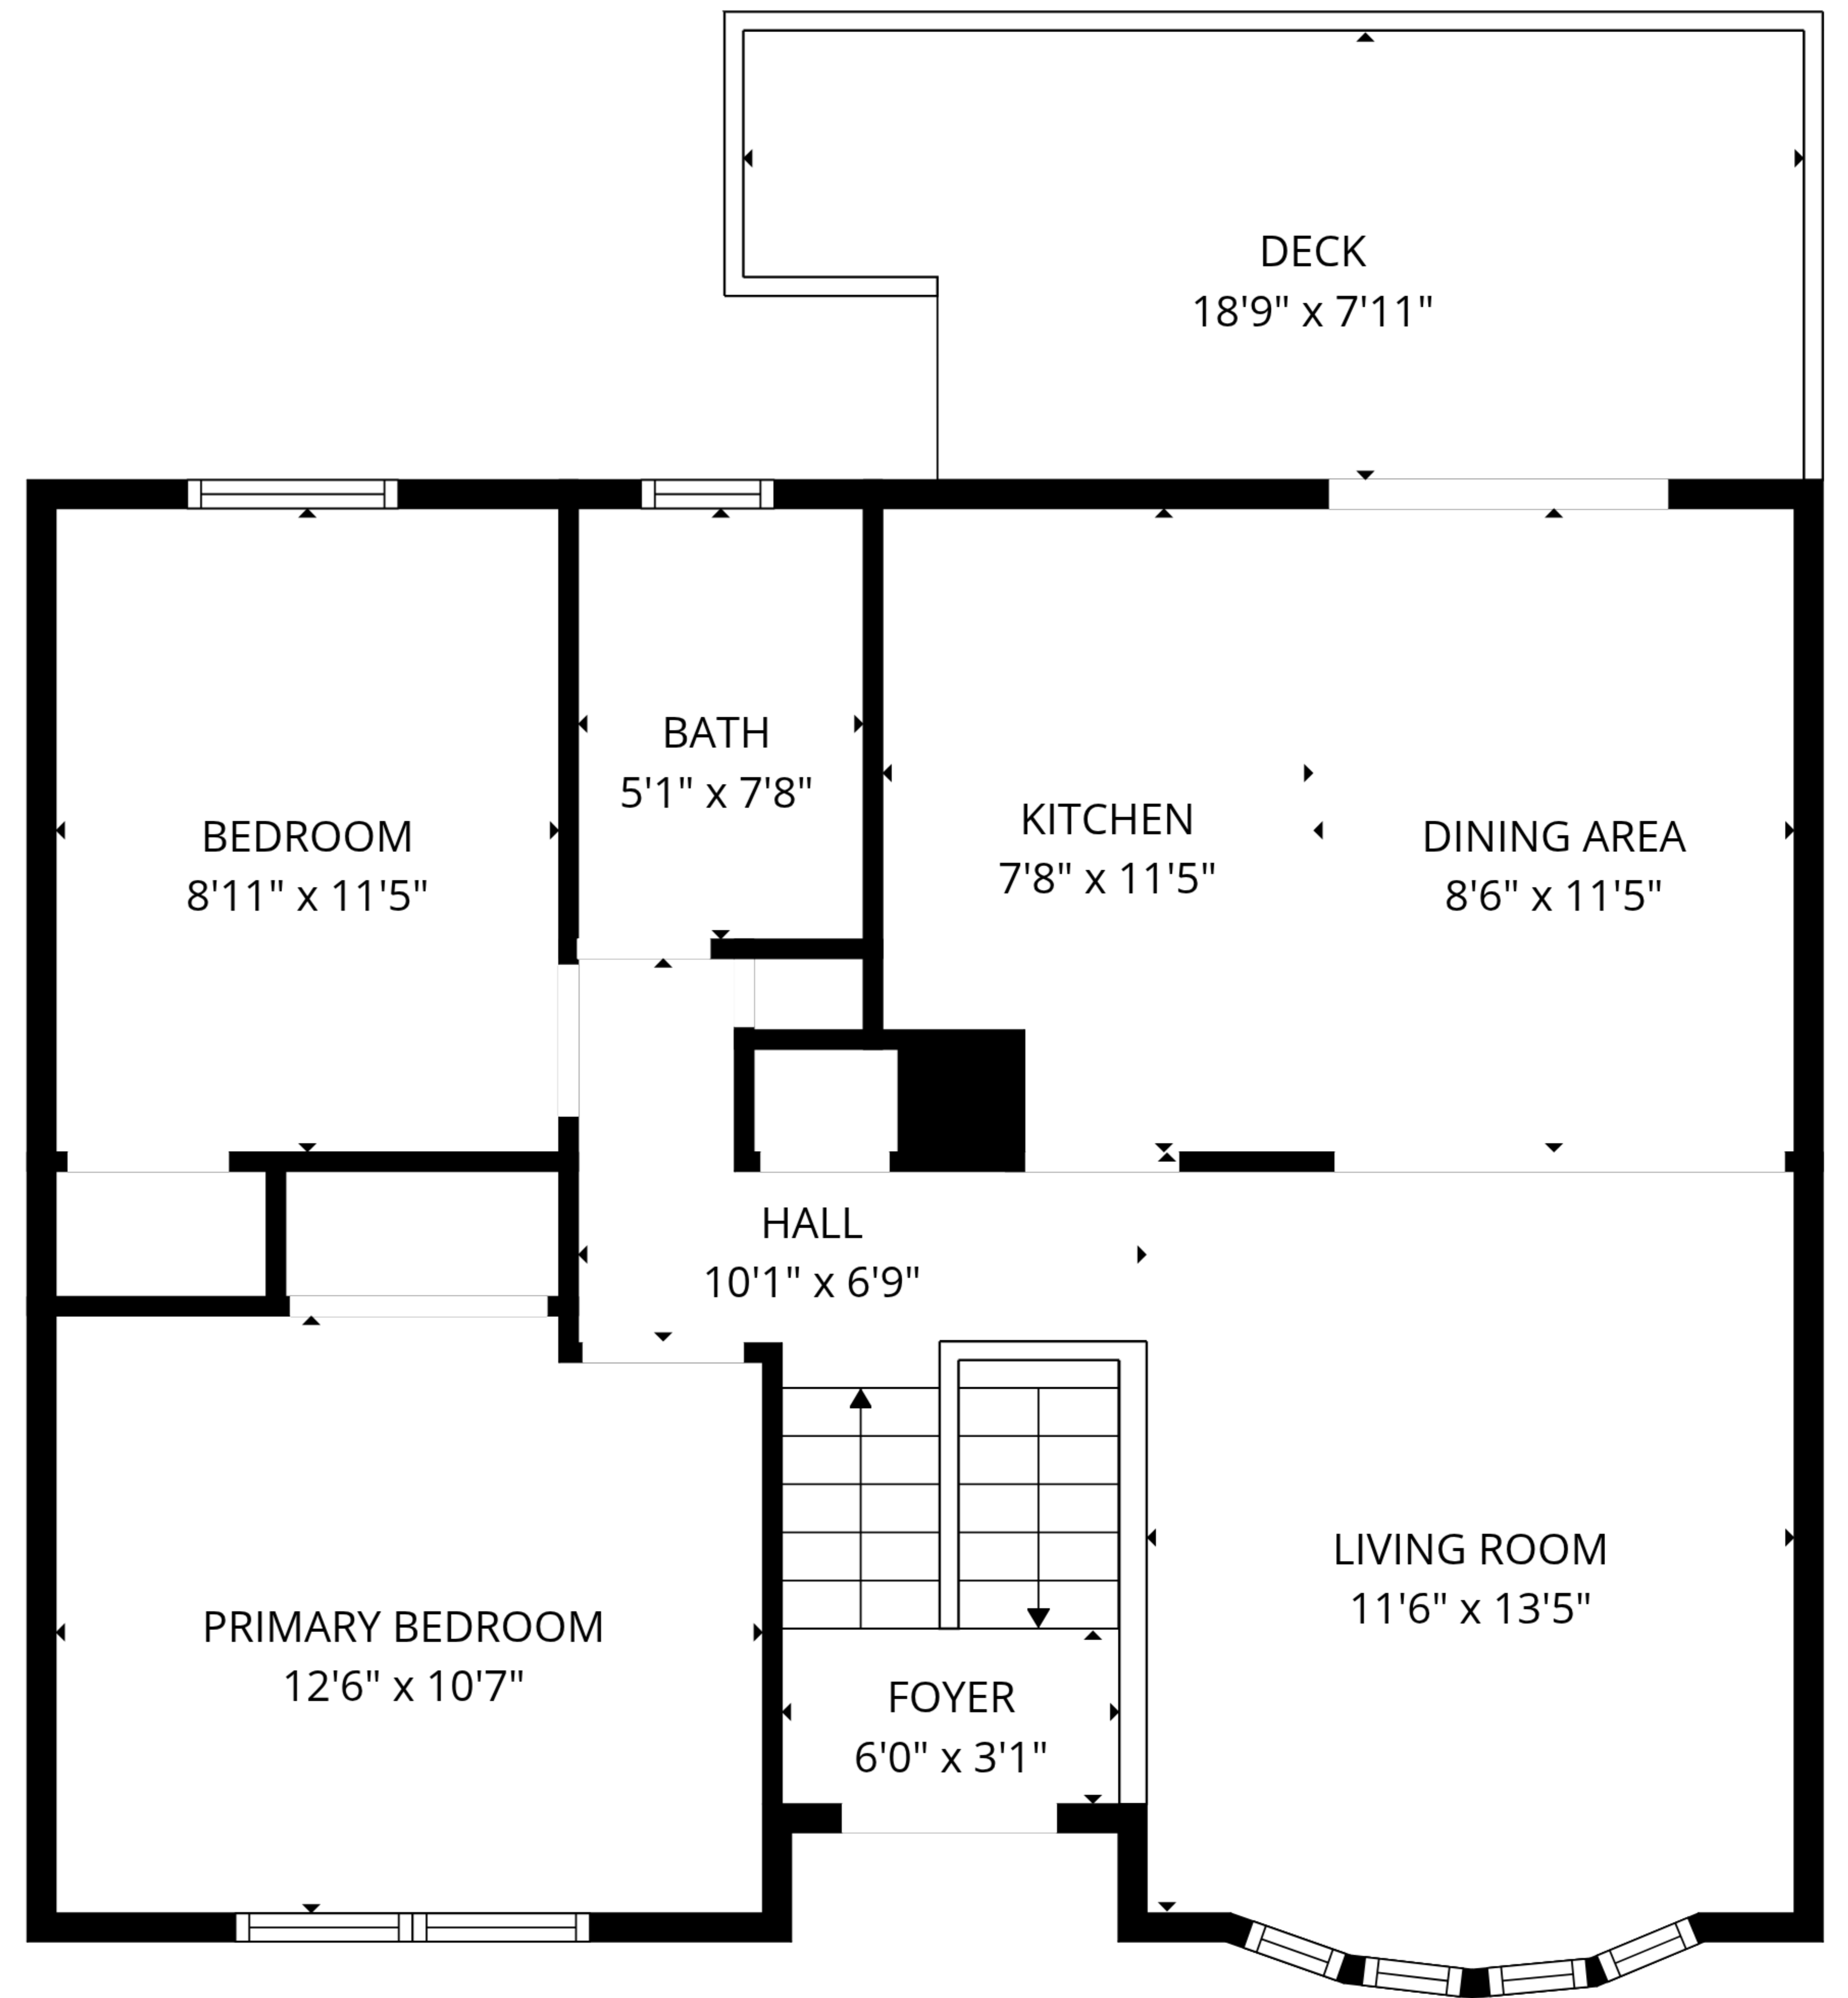 DECK
18'9" x 7'11"
BATH
5'1" x 7'8"
KITCHEN
7'8" x 11'5"
BEDROOM
8'11" x 11'5"
DINING AREA
8'6" x 11'5"
HALL
10'1" x 6'9"
LIVING ROOM
11'6" x 13'5"
PRIMARY BEDROOM
12'6" x 10'7"
FOYER
6'0" x 3'1"